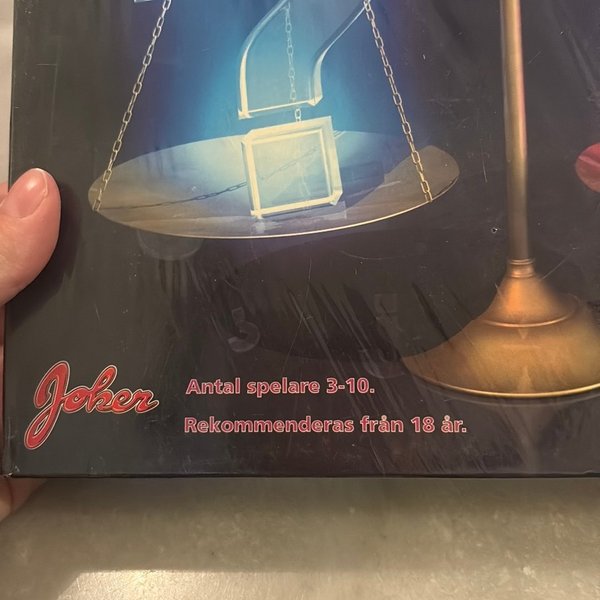 Joker
Antal spelare 3-10.
Rekommenderas från 18 år.